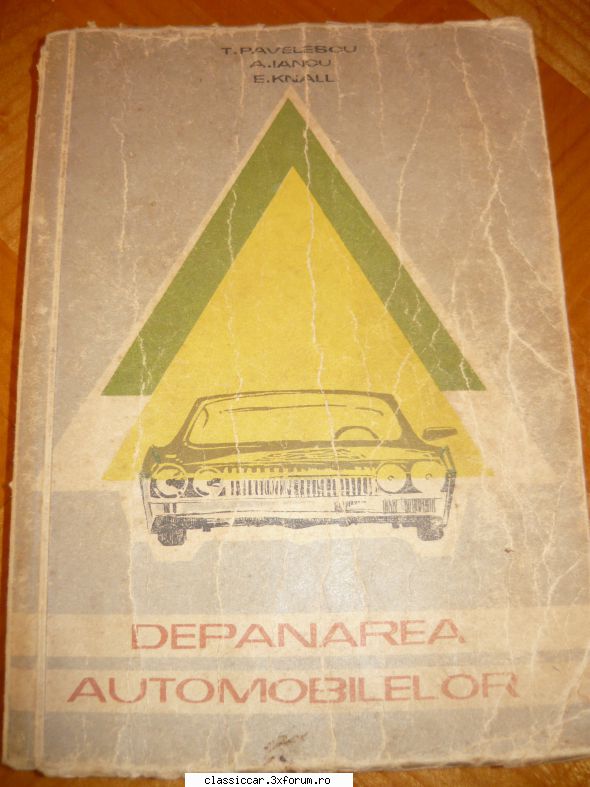 T. PAVELESCU
A. IANCU
E. KNALL
DEPANAREA
AUTOMOBILELOR
classiccar.3xforum.ro